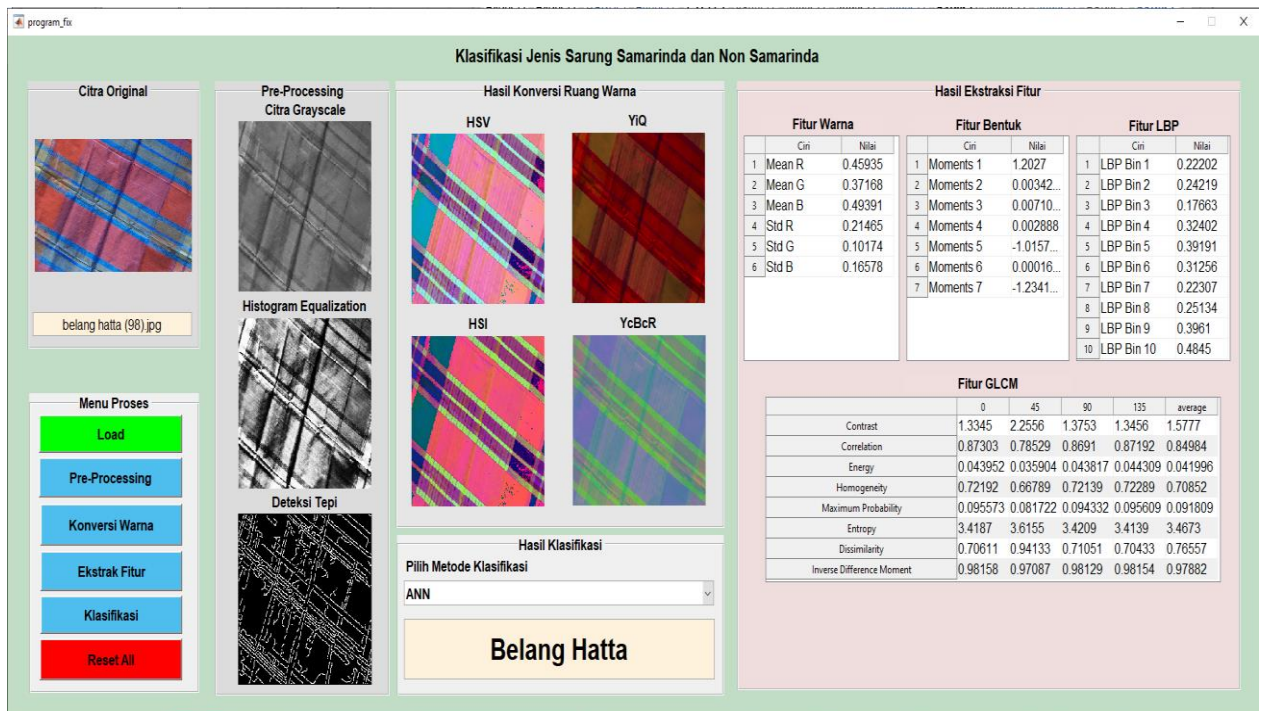 program_fix
Klasifikasi Jenis Sarung Samarinda dan Non Samarinda
Citra Original
belang hatta (98).jpg
Menu Proses
Load
Pre-Processing
Konversi Warna
Ekstrak Fitur
Klasifikasi
Reset All
Pre-Processing
Citra Grayscale
Histogram Equalization
Deteksi Tepi
Hasil Konversi Ruang Warna
HSV YiQ
HSI YcBcR
Hasil Klasifikasi
Pilih Metode Klasifikasi
ANN
Belang Hatta
Hasil Ekstraksi Fitur
Fitur Warna
Ciri Nilai
1 Mean R 0.45935
2 Mean G 0.37168
3 Mean B 0.49391
4 Std R 0.21465
5 Std G 0.10174
6 Std B 0.16578
Fitur Bentuk
Ciri Nilai
1 Moments 1 1.2027
2 Moments 2 0.00342...
3 Moments 3 0.00710...
4 Moments 4 0.002888
5 Moments 5 -1.0157...
6 Moments 6 0.00016...
7 Moments 7 -1.2341...
Fitur LBP
Ciri Nilai
1 LBP Bin 1 0.22202
2 LBP Bin 2 0.24219
3 LBP Bin 3 0.17663
4 LBP Bin 4 0.32402
5 LBP Bin 5 0.39191
6 LBP Bin 6 0.31256
7 LBP Bin 7 0.22307
8 LBP Bin 8 0.25134
9 LBP Bin 9 0.3961
10 LBP Bin 10 0.4845
Fitur GLCM
0 45 90 135 average
Contrast 1.3345 2.2556 1.3753 1.3456 1.5777
Correlation 0.87303 0.78529 0.8691 0.87192 0.84984
Energy 0.043952 0.035904 0.043817 0.044309 0.041996
Homogeneity 0.72192 0.66789 0.72139 0.72289 0.70852
Maximum Probability 0.095573 0.081722 0.094332 0.095609 0.091809
Entropy 3.4187 3.6155 3.4209 3.4139 3.4673
Dissimilarity 0.70611 0.94133 0.71051 0.70433 0.76557
Inverse Difference Moment 0.98158 0.97087 0.98129 0.98154 0.97882